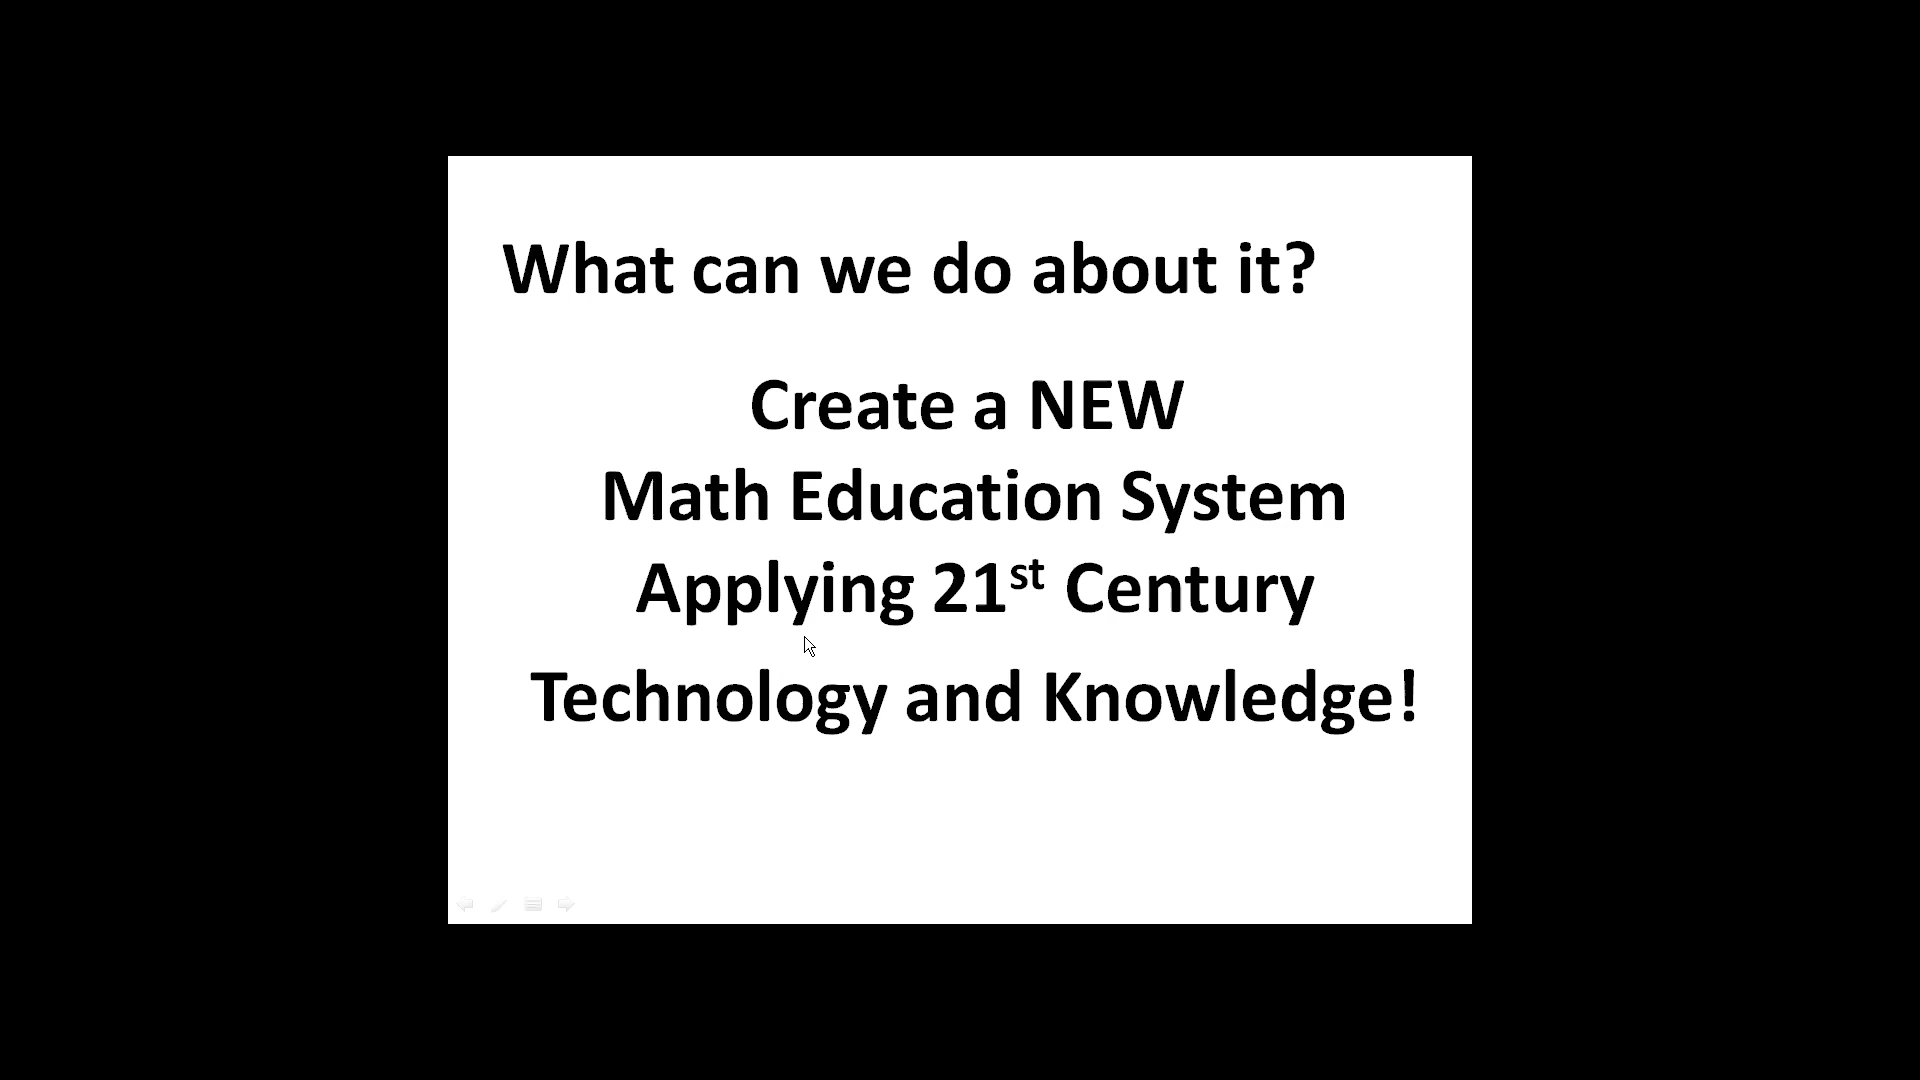 What can we do about it?
Create a NEW
Math Education System
Applying 21st Century
Technology and Knowledge!